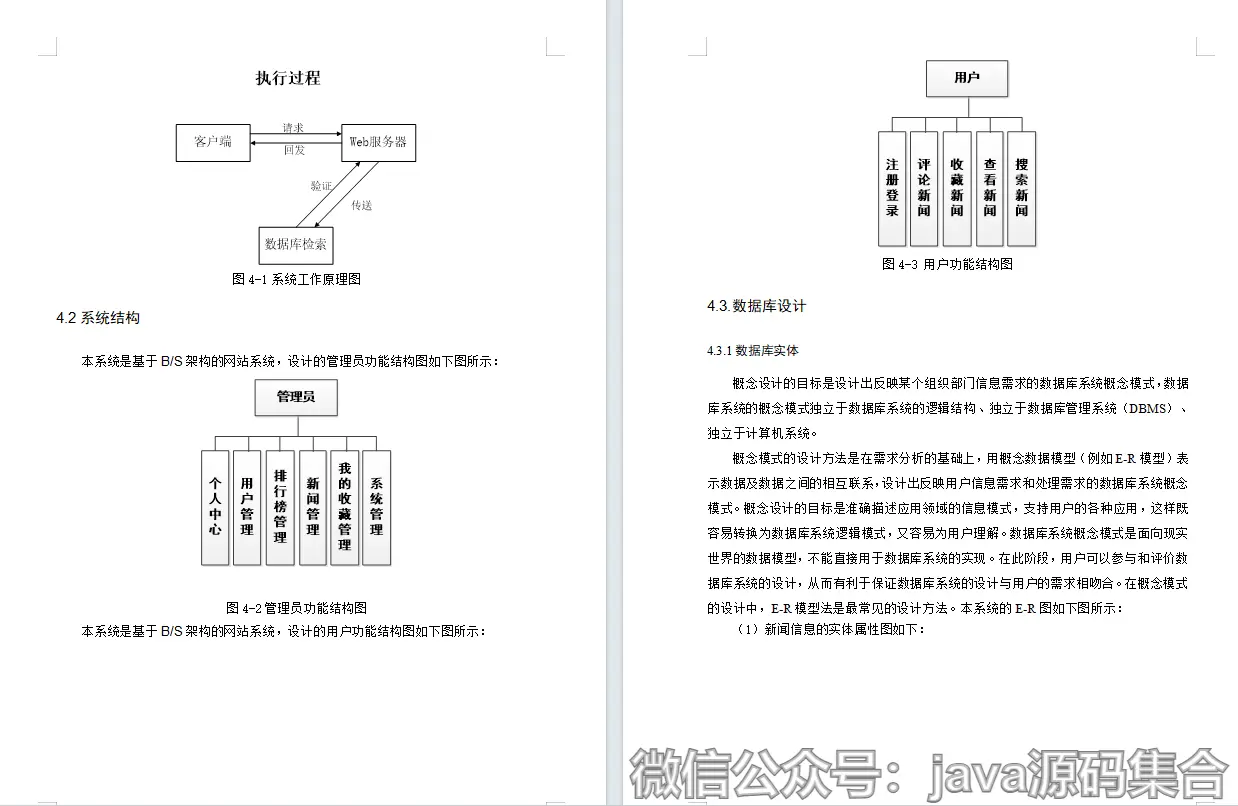 执行过程
客户端
请求
回发
Web服务器
验证
传送
数据库检索
图 4-1 系统工作原理图
4.2 系统结构
本系统是基于 B/S 架构的网站系统，设计的管理员功能结构图如下图所示：
管理员
个人中心
用户管理
排行榜管理
新闻管理
我的收藏管理
系统管理
图 4-2 管理员功能结构图
本系统是基于 B/S 架构的网站系统，设计的用户功能结构图如下图所示：
用户
注册登录
评论新闻
收藏新闻
查看新闻
搜索新闻
图 4-3 用户功能结构图
4.3. 数据库设计
4.3.1 数据库实体
概念设计的目标是设计出反映某个组织部门信息需求的数据库系统概念模式，数据
库系统的概念模式独立于数据库系统的逻辑结构、独立于数据库管理系统（DBMS）、
独立于计算机系统。
概念模式的设计方法是在需求分析的基础上，用概念数据模型（例如 E-R 模型）表
示数据及数据之间的相互联系，设计出反映用户信息需求和处理需求的数据库系统概念
模式。概念设计的目标是准确描述应用领域的信息模式，支持用户的各种应用，这样既
容易转换为数据库系统逻辑模式，又容易为用户理解。数据库系统概念模式是面向现实
世界的数据模型，不能直接用于数据库系统的实现。在此阶段，用户可以参与和评价数
据库系统的设计，从而有利于保证数据库系统的设计与用户的需求相吻合。在概念模式
的设计中，E-R 模型法是最常见的设计方法。本系统的 E-R 图如下图所示：
（1）新闻信息的实体属性图如下：
微信公众号：java源码集合